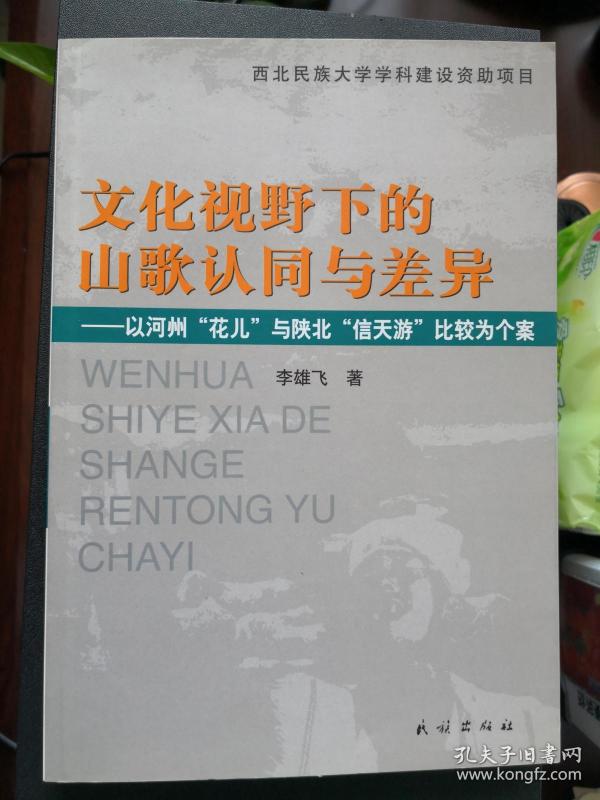 西北民族大学学科建设资助项目
文化视野下的
山歌认同与差异
——以河州“花儿”与陕北“信天游”比较为个案
李雄飞 著
WENHUA
SHIYE XIA DE
SHANGE
RENTONG YU
CHAYI
民族出版社
孔夫子旧书网
www.kongfz.com